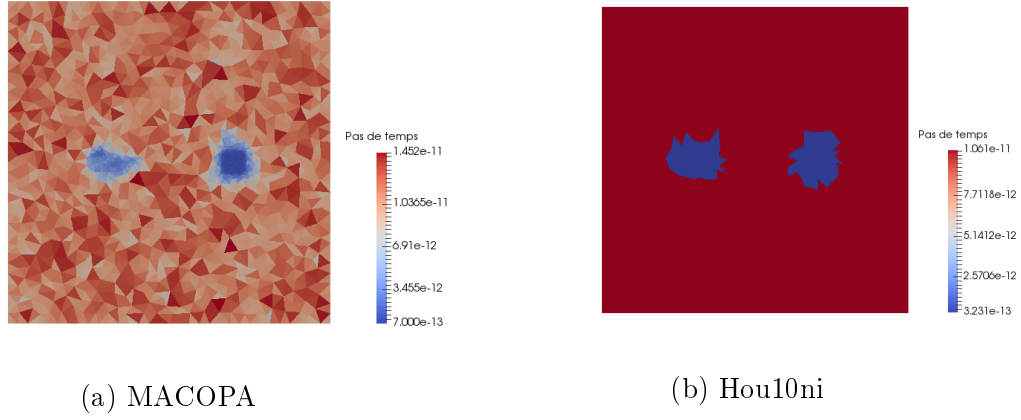 Pas de temps
1.452e-11
1.0365e-11
6.91e-12
3.455e-12
7.000e-13
(a) MACOPA
Pas de temps
1.061e-11
7.7118e-12
5.1412e-12
2.5706e-12
3.231e-13
(b) Hou10ni